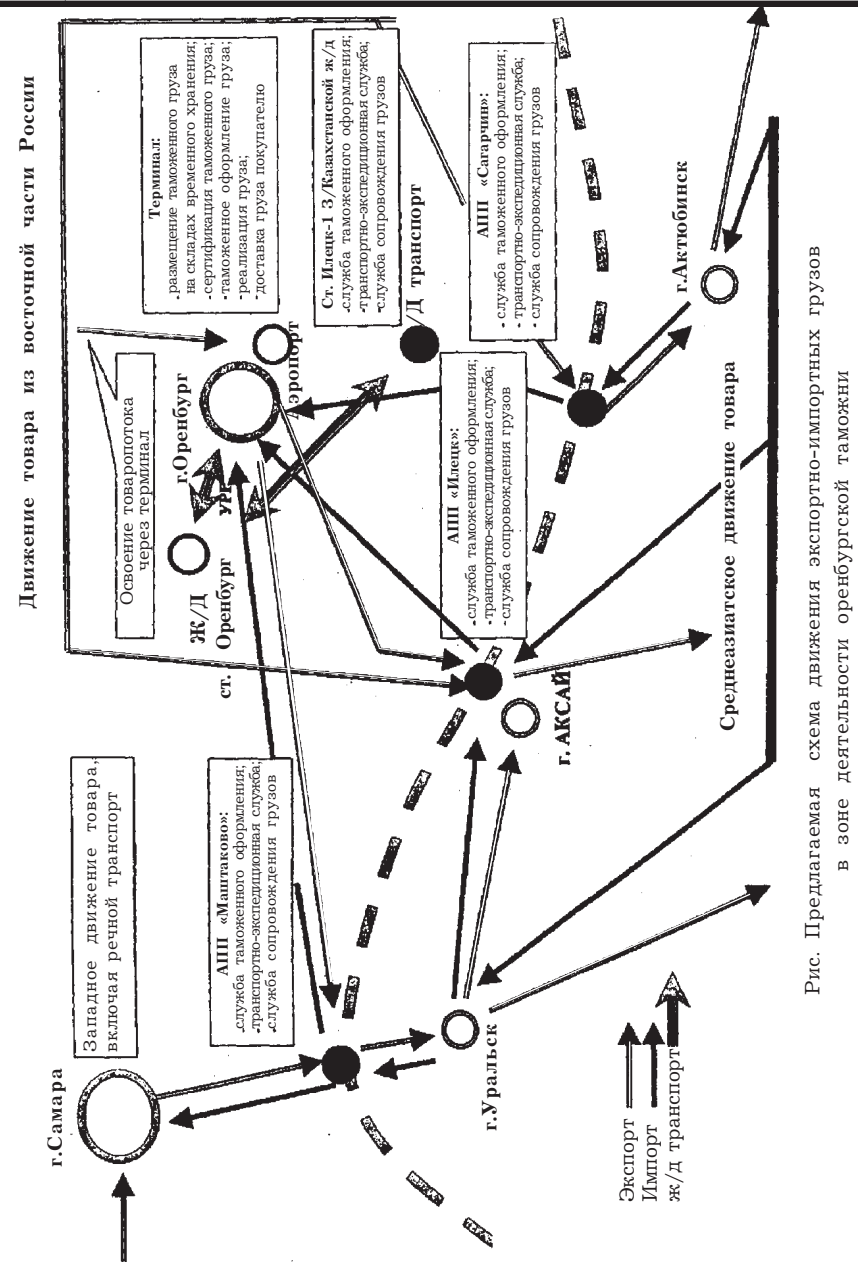 Движение товара из восточной части России
г.Самара
Западное движение товара,
включая речной транспорт
АПП «Маштаково»:
-служба таможенного оформления;
-транспортно-экспедиционная служба;
-служба сопровождения грузов
г.Уральск
Освоение товаропотока
через терминал
г.Оренбург
Ж/Д
ст. Оренбург
Терминал:
-размещение таможенного груза
на складах временного хранения;
-сертификация таможенного груза;
-таможенное оформление груза;
-реализация груза;
-доставка груза покупателю
Ст. Илецк-1 З/Казахстанской ж/д
-служба таможенного оформления;
-транспортно-экспедиционная служба;
-служба сопровождения грузов
/Д транспорт
АПП «Илецк»:
-служба таможенного оформления;
-транспортно-экспедиционная служба;
-служба сопровождения грузов
г. АКСАЙ
АПП «Сагарчин»:
- служба таможенного оформления;
- транспортно-экспедиционная служба;
- служба сопровождения грузов
г.Актюбинск
Среднеазиатское движение товара
Экспорт
Импорт
ж/д транспорт
Рис. Предлагаемая схема движения экспортно-импортных грузов
в зоне деятельности оренбургской таможни